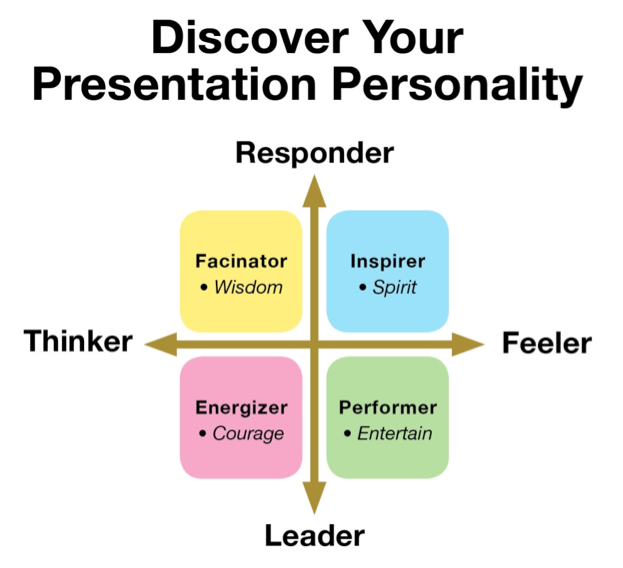 Discover Your
Presentation Personality
Responder
Facinator
• Wisdom
Inspirer
• Spirit
Thinker
Feeler
Energizer
• Courage
Performer
• Entertain
Leader